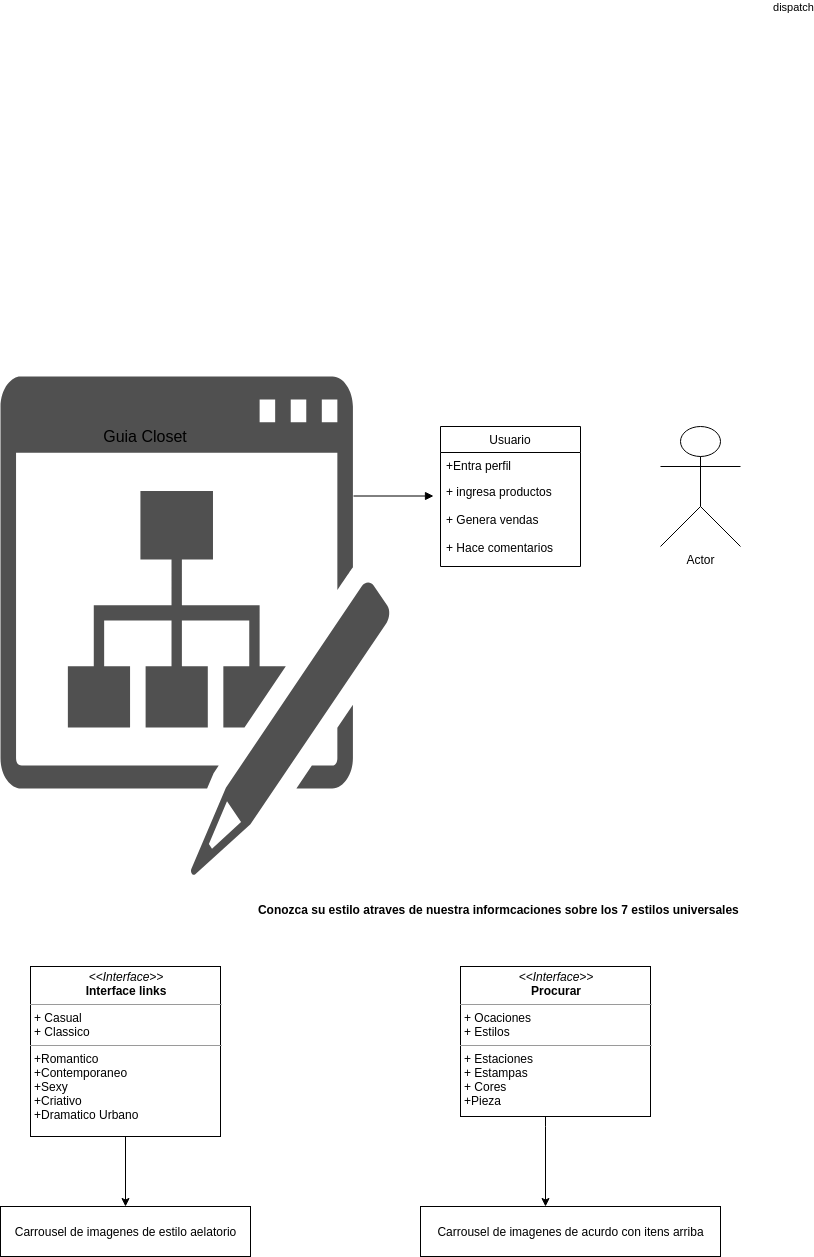 dispatch
Guia Closet
Usuario
+Entra perfil
+ ingresa productos
+ Genera vendas
+ Hace comentarios
Actor
Conozca su estilo atraves de nuestra informcaciones sobre los 7 estilos universales
<<Interface>>
Interface links
+ Casual
+ Classico
+Romantico
+Contemporaneo
+Sexy
+Criativo
+Dramatico Urbano
<<Interface>>
Procurar
+ Ocaciones
+ Estilos
+ Estaciones
+ Estampas
+ Cores
+Pieza
Carrousel de imagenes de estilo aelatorio
Carrousel de imagenes de acurdo con itens arriba